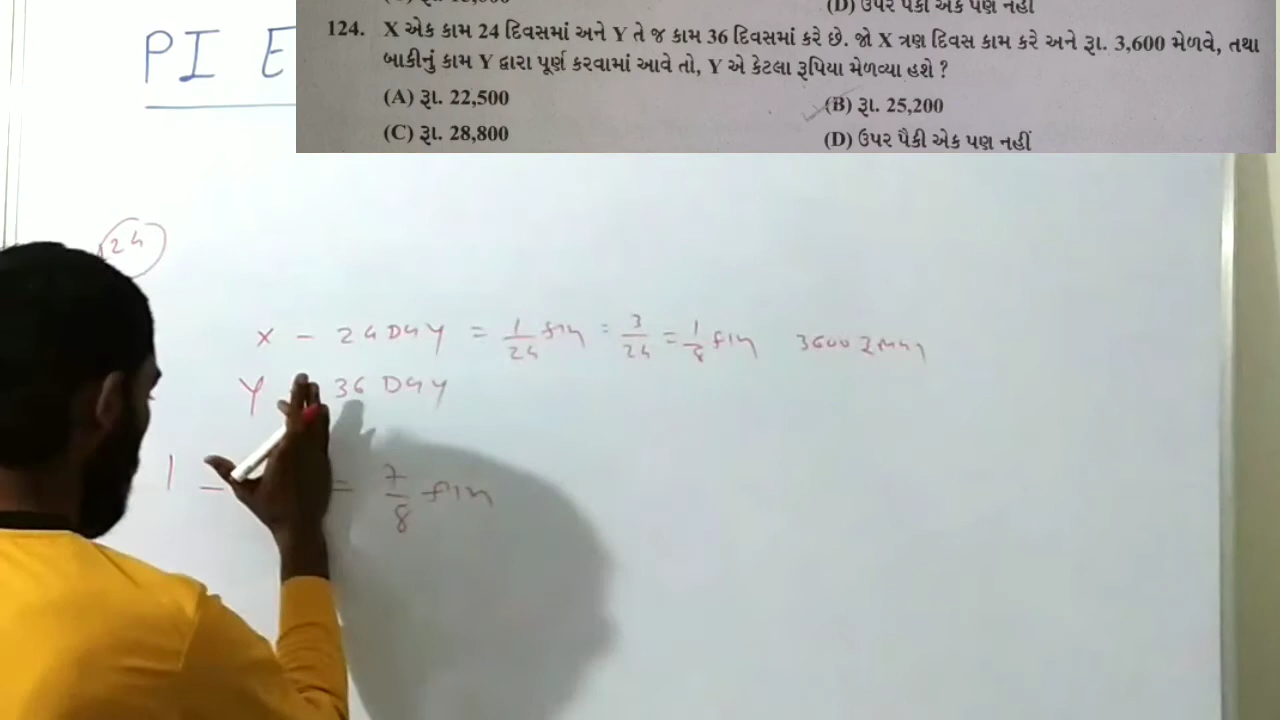 (D) ઉપર પૈકી એક પણ નહીં
124. X એક કામ 24 દિવસમાં અને Y તે જ કામ 36 દિવસમાં કરે છે. જો X ત્રણ દિવસ કામ કરે અને રૂા. 3,600 મેળવે, તથા
બાકીનું કામ Y દ્વારા પૂર્ણ કરવામાં આવે તો, Y એ કેટલા રૂપિયા મેળવ્યા હશે ?
(A) રૂા. 22,500
(B) રૂા. 25,200
(C) રૂા. 28,800
(D) ઉપર પૈકી એક પણ નહીં
PI E
24
X - 24 DAY = 1/24 = 3/24 = 1/8 3600
Y 36 DAY
1 - = 7/8